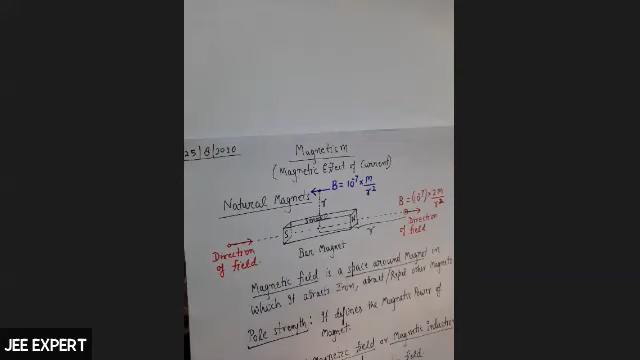 25/8/2020
Magnetism
(Magnetic Effect of Current)
Natural Magnets
B = 10⁻⁷ × m/r²
r
B = (10⁻⁷) × 2m/r²
S
N
r
Direction of field
Bar Magnet
Direction of field
Magnetic field is a space around Magnet in
which It attracts Iron, attract/Repel other Magnets
Pole strength: It defines the Magnetic Power of
Magnet.
Magnetic field or Magnetic induction
field
JEE EXPERT